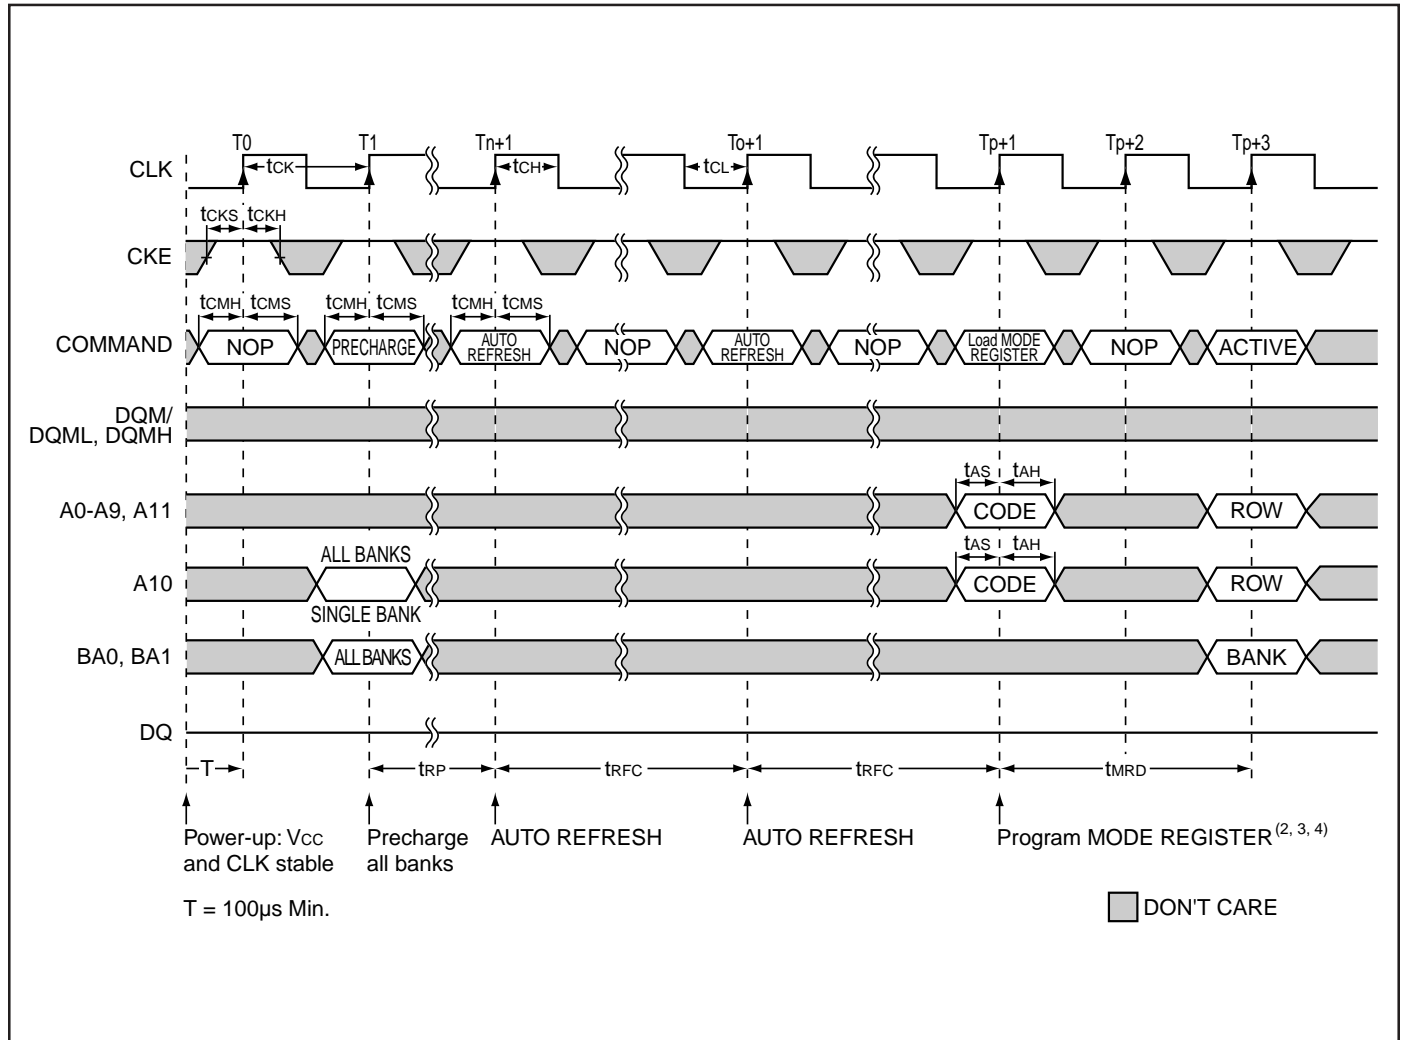 T0 T1 Tn+1 To+1 Tp+1 Tp+2 Tp+3
CLK tCK tCH tCL
tCKS tCKH
CKE
tCMH tCMS tCMH tCMS tCMH tCMS
COMMAND NOP PRECHARGE AUTO REFRESH NOP AUTO REFRESH NOP Load MODE REGISTER NOP ACTIVE
DQM/
DQML, DQMH
tAS tAH
A0-A9, A11 CODE ROW
ALL BANKS tAS tAH
A10 CODE ROW
SINGLE BANK
BA0, BA1 ALL BANKS BANK
DQ
T tRP tRFC tRFC tMRD
Power-up: VCC
and CLK stable
Precharge
all banks
AUTO REFRESH
AUTO REFRESH
Program MODE REGISTER(2, 3, 4)
T = 100µs Min.
DON'T CARE